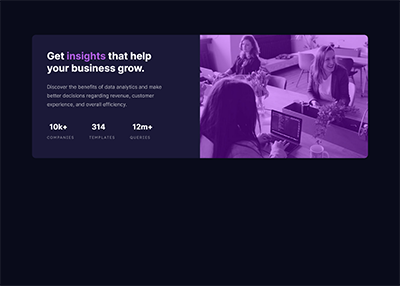 Get insights that help
your business grow.
Discover the benefits of data analytics and make
better decisions regarding revenue, customer
experience, and overall efficiency.
10k+ 314 12m+
COMPANIES TEMPLATES QUERIES